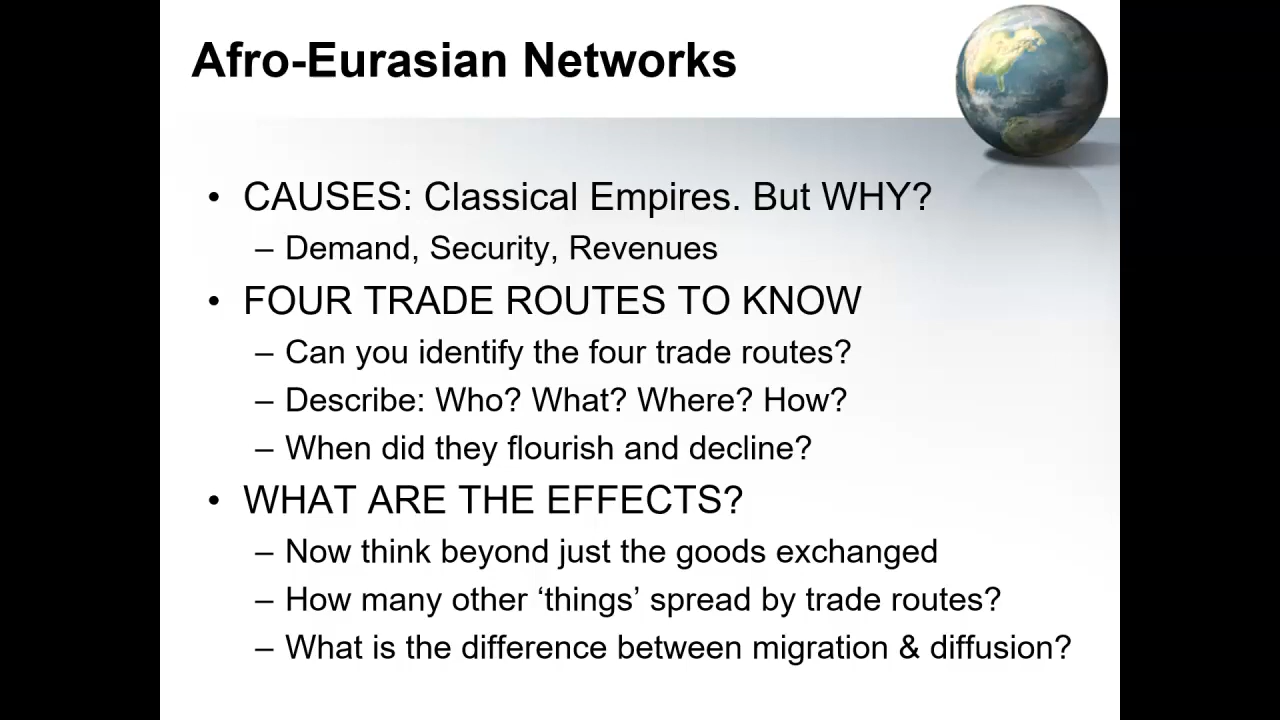 Afro-Eurasian Networks
• CAUSES: Classical Empires. But WHY?
– Demand, Security, Revenues
• FOUR TRADE ROUTES TO KNOW
– Can you identify the four trade routes?
– Describe: Who? What? Where? How?
– When did they flourish and decline?
• WHAT ARE THE EFFECTS?
– Now think beyond just the goods exchanged
– How many other ‘things’ spread by trade routes?
– What is the difference between migration & diffusion?